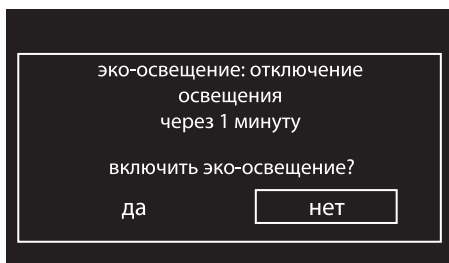 эко-освещение: отключение
освещения
через 1 минуту
включить эко-освещение?
да
нет